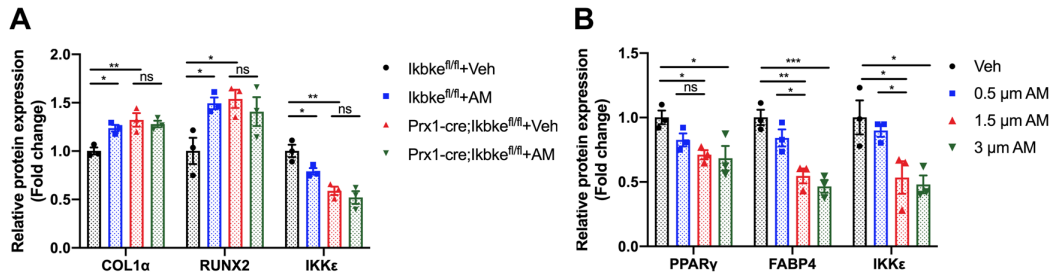 A
Relative protein expression
(Fold change)
2.0
1.5
1.0
0.5
0.0
**
*
ns
*
*
ns
**
*
ns
COL1α
RUNX2
IKKε
Ikbkefl/fl+Veh
Ikbkefl/fl+AM
Prx1-cre;Ikbkefl/fl+Veh
Prx1-cre;Ikbkefl/fl+AM
B
Relative protein expression
(Fold change)
1.5
1.0
0.5
0.0
*
*
ns
***
**
*
*
*
*
PPARγ
FABP4
IKKε
Veh
0.5 μm AM
1.5 μm AM
3 μm AM